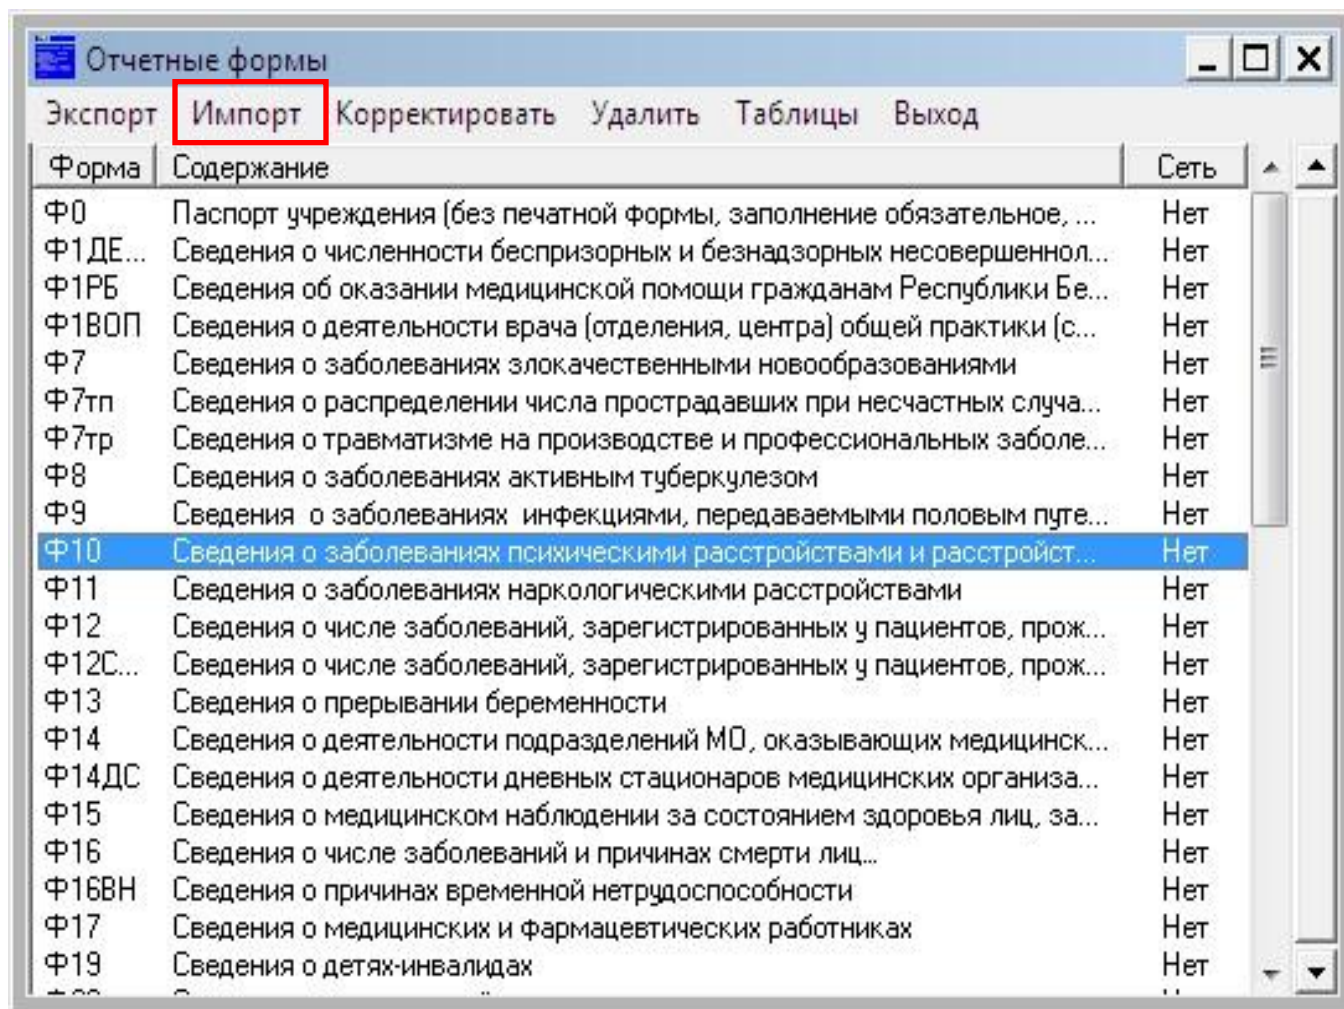 Отчетные формы
Экспорт Импорт Корректировать Удалить Таблицы Выход
Форма Содержание Сеть
Ф0 Паспорт учреждения (без печатной формы, заполнение обязательное, ... Нет
Ф1ДЕ... Сведения о численности беспризорных и безнадзорных несовершеннол... Нет
Ф1РБ Сведения об оказании медицинской помощи гражданам Республики Бе... Нет
Ф1ВОП Сведения о деятельности врача (отделения, центра) общей практики (с... Нет
Ф7 Сведения о заболеваниях злокачественными новообразованиями Нет
Ф7тп Сведения о распределении числа прострадавших при несчастных случа... Нет
Ф7тр Сведения о травматизме на производстве и профессиональных заболе... Нет
Ф8 Сведения о заболеваниях активным туберкулезом Нет
Ф9 Сведения о заболеваниях инфекциями, передаваемыми половым путе... Нет
Ф10 Сведения о заболеваниях психическими расстройствами и расстройст... Нет
Ф11 Сведения о заболеваниях наркологическими расстройствами Нет
Ф12 Сведения о числе заболеваний, зарегистрированных у пациентов, прож... Нет
Ф12С... Сведения о числе заболеваний, зарегистрированных у пациентов, прож... Нет
Ф13 Сведения о прерывании беременности Нет
Ф14 Сведения о деятельности подразделений МО, оказывающих медицинск... Нет
Ф14ДС Сведения о деятельности дневных стационаров медицинских организа... Нет
Ф15 Сведения о медицинском наблюдении за состоянием здоровья лиц, за... Нет
Ф16 Сведения о числе заболеваний и причинах смерти лиц... Нет
Ф16ВН Сведения о причинах временной нетрудоспособности Нет
Ф17 Сведения о медицинских и фармацевтических работниках Нет
Ф19 Сведения о детях-инвалидах Нет